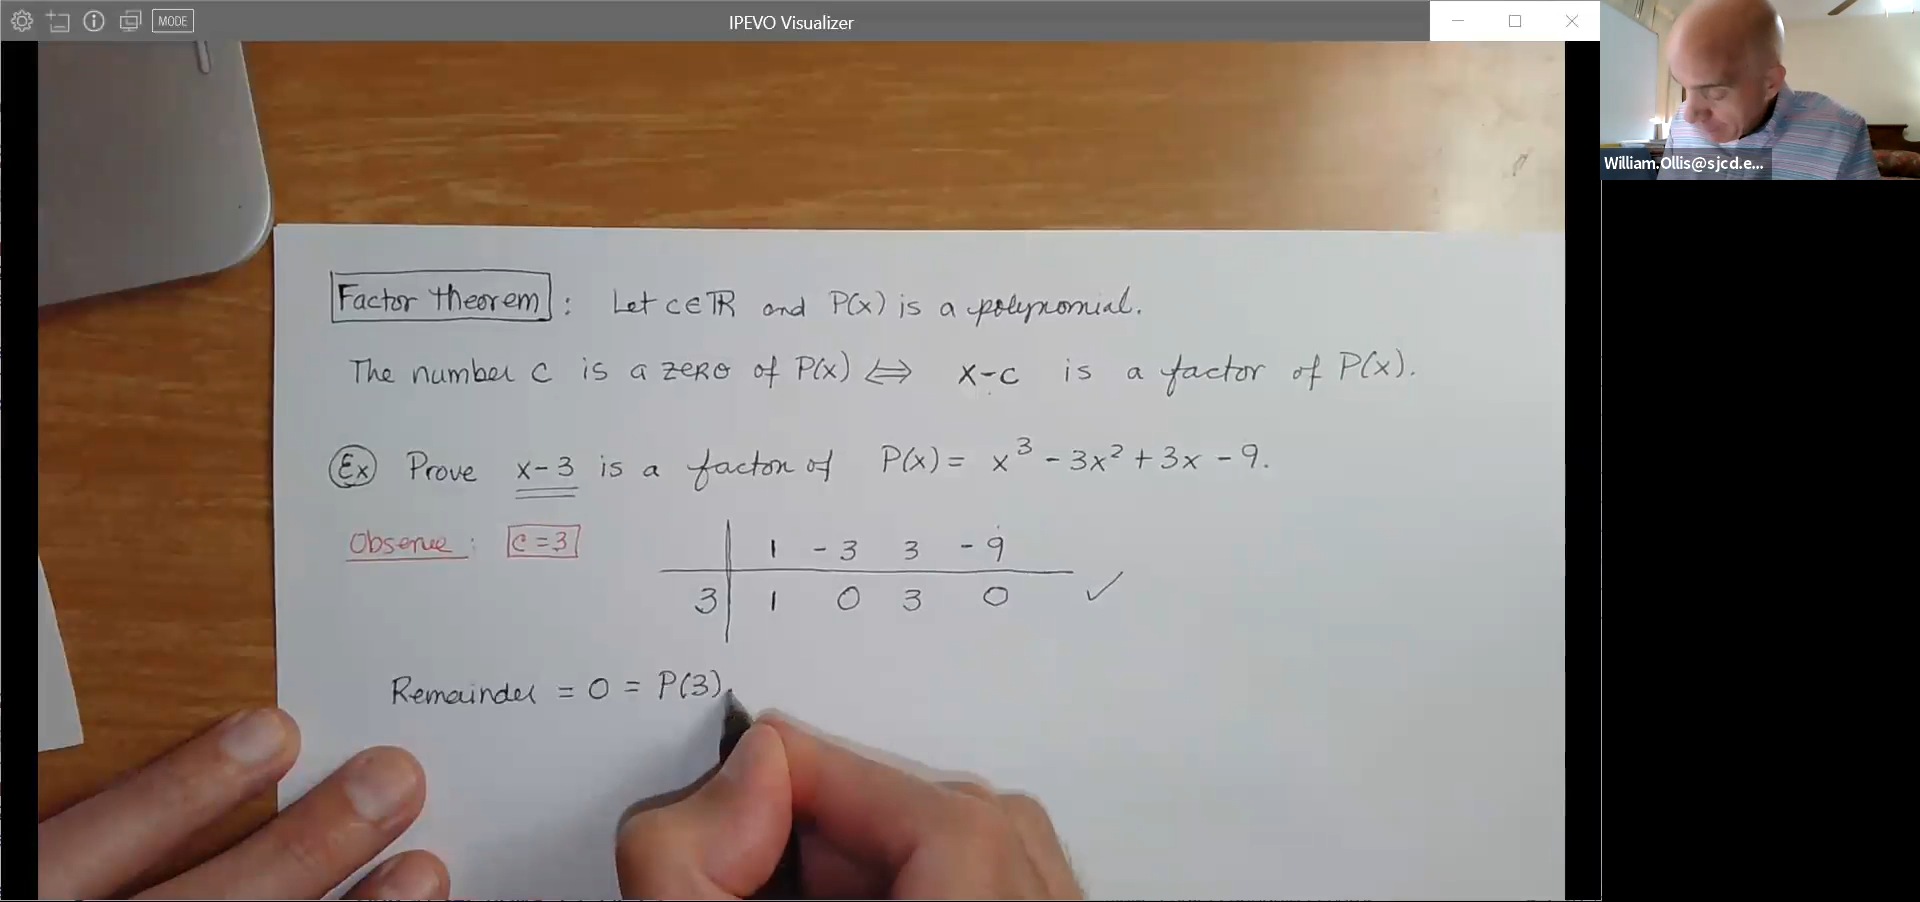 MODE
IPEVO Visualizer
William.Ollis@sjcd.e...
Factor theorem : Let c∈ℝ and P(x) is a polynomial.
The number c is a zero of P(x) ⟺ x-c is a factor of P(x).
Ex Prove x-3 is a factor of P(x) = x³ - 3x² + 3x - 9.
Observe : c = 3
1 -3 3 -9
3 1 0 3 0 ✓
Remainder = 0 = P(3)